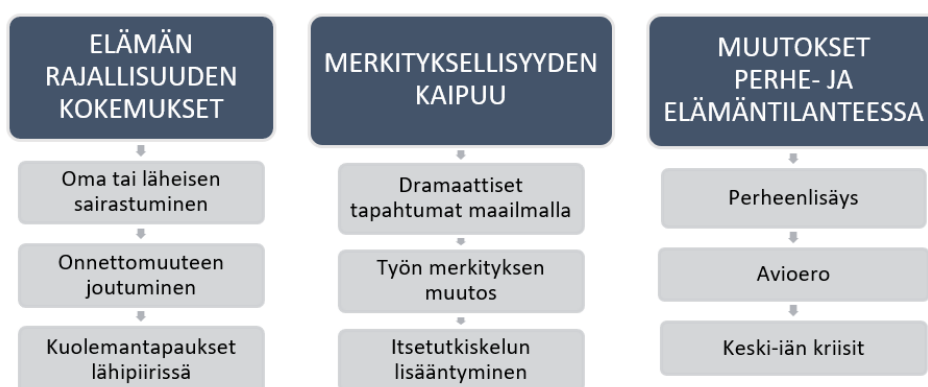 ELÄMÄN
RAJALLISUUDEN
KOKEMUKSET
Oma tai läheisen
sairastuminen
Onnettomuuteen
joutuminen
Kuolemantapaukset
lähipiirissä
MERKITYKSELLISYYDEN
KAIPUU
Dramaattiset
tapahtumat maailmalla
Työn merkityksen
muutos
Itsetutkiskelun
lisääntyminen
MUUTOKSET
PERHE- JA
ELÄMÄNTILANTEESSA
Perheenlisäys
Avioero
Keski-iän kriisit